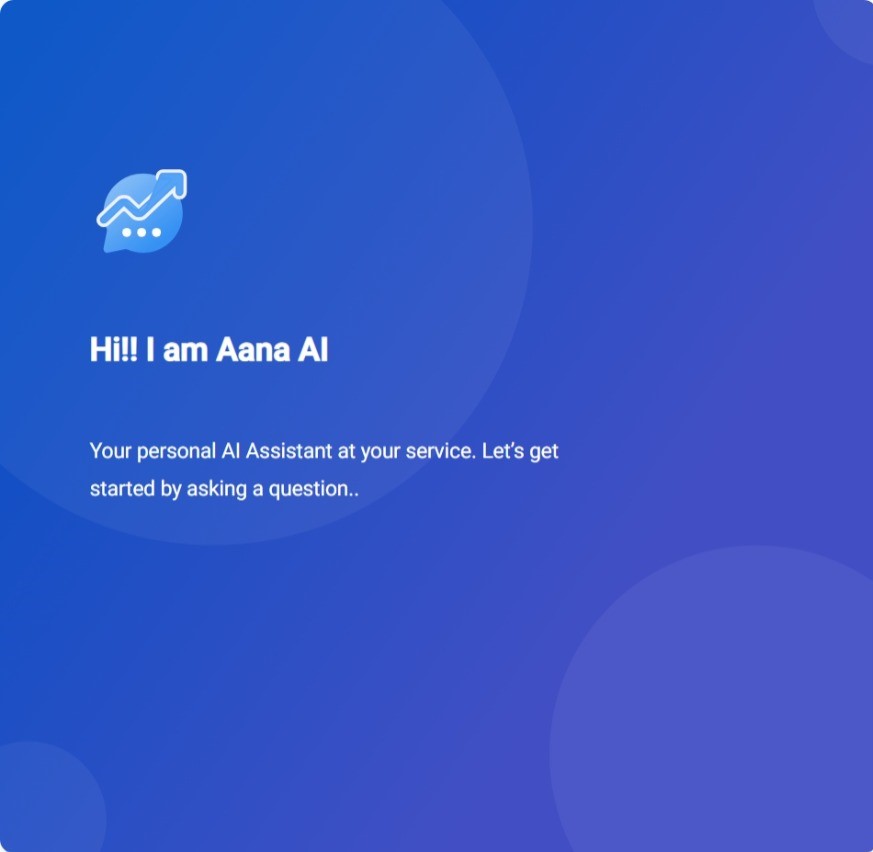 Hi!! I am Aana AI
Your personal AI Assistant at your service. Let’s get
started by asking a question..